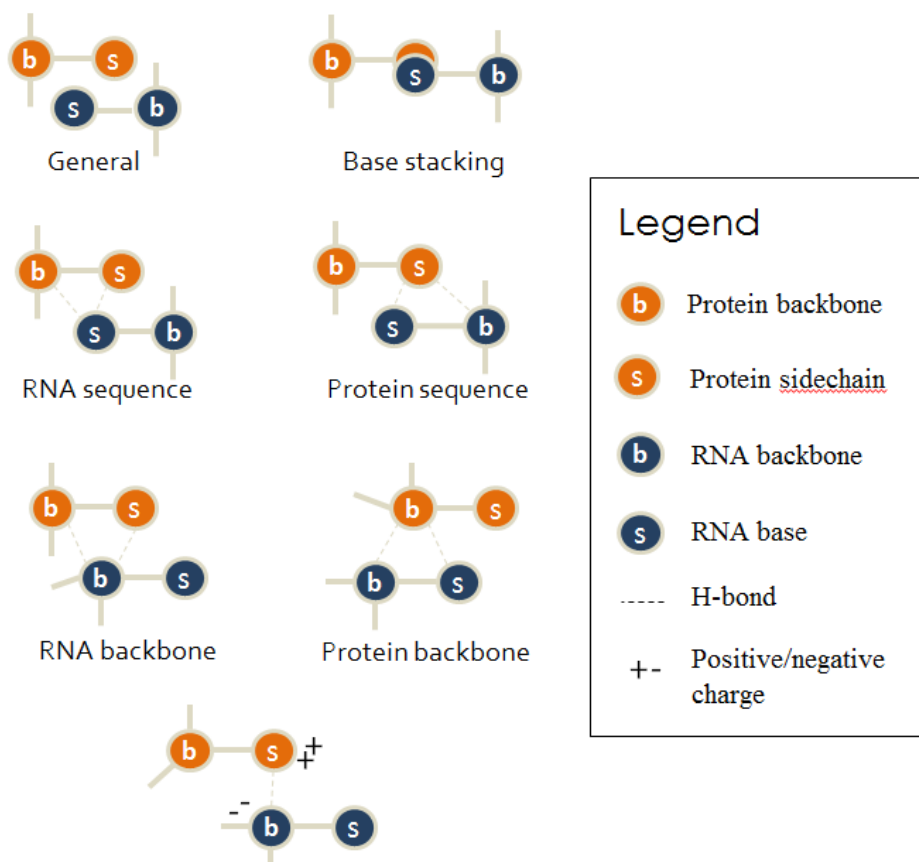 b s
s b
General
b s b
Base stacking
b s
s b
RNA sequence
b s
s b
Protein sequence
b s
b s
RNA backbone
b s
b s
Protein backbone
b s ++
-- b s
Legend
b Protein backbone
s Protein sidechain
b RNA backbone
s RNA base
----- H-bond
+- Positive/negative
charge